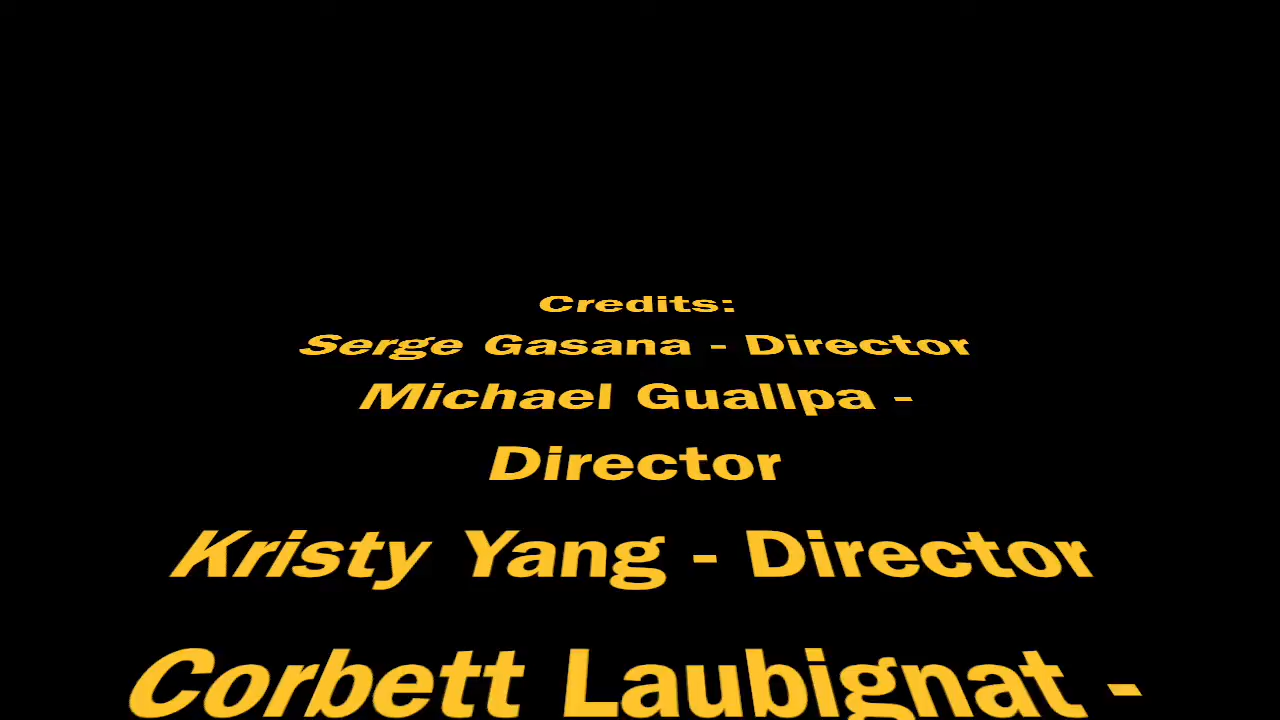 Credits:
Serge Gasana - Director
Michael Guallpa -
Director
Kristy Yang - Director
Corbett Laubignat -